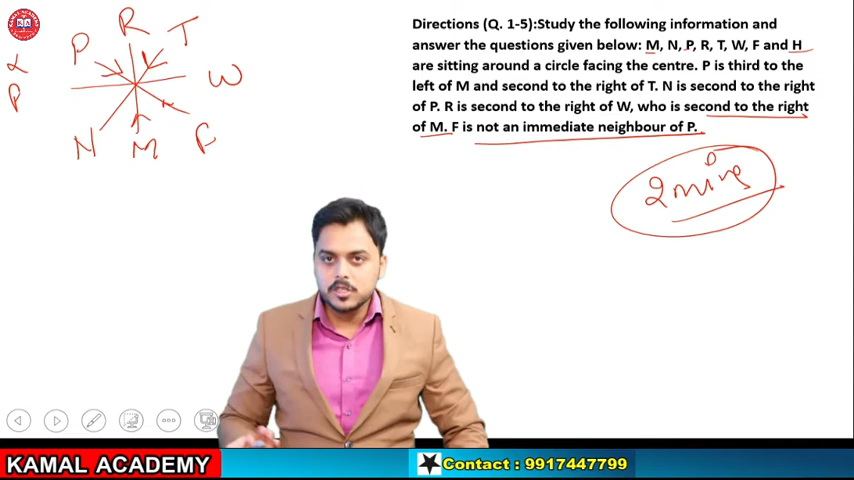 KAMAL ACADEMY
R
P
T
W
N
M
F
P
Directions (Q. 1-5):Study the following information and
answer the questions given below: M, N, P, R, T, W, F and H
are sitting around a circle facing the centre. P is third to the
left of M and second to the right of T. N is second to the right
of P. R is second to the right of W, who is second to the right
of M. F is not an immediate neighbour of P.
2 mins
KAMAL ACADEMY
Contact : 9917447799